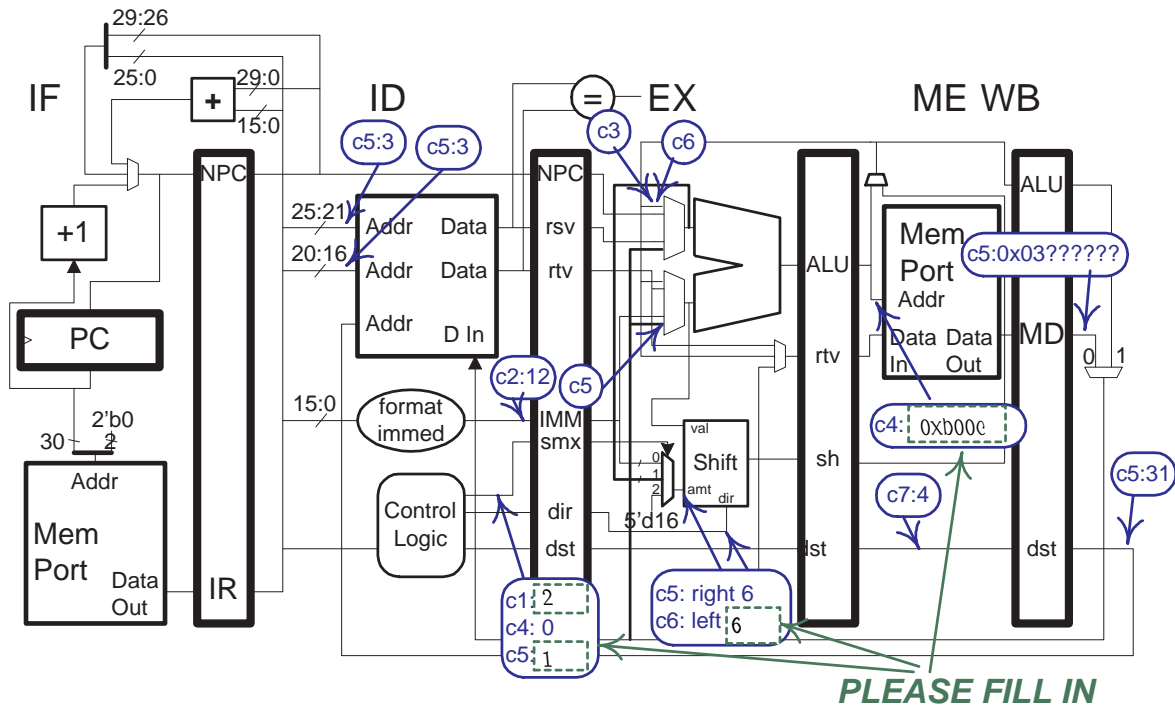 29:26
25:0
29:0
15:0
+
=
IF
ID
EX
ME WB
c5:3
c5:3
c3
c6
NPC
NPC
ALU
25:21
Addr
Data
rsv
+1
20:16
Addr
Data
rtv
Mem
Port
c5:0x03??????
ALU
Addr
Addr
D In
PC
Data
In
Data
Out
rtv
MD
0
1
c2:12
c5
15:0
format
immed
IMM
smx
c4:
0xb00c
2'b0
30
2
val
0
1
2
Shift
amt
dir
sh
c7:4
c5:31
Addr
Mem
Port
Data
Out
IR
Control
Logic
dir
dst
5'd16
dst
dst
c1:
2
c4: 0
c5:
1
c5: right 6
c6: left
6
PLEASE FILL IN